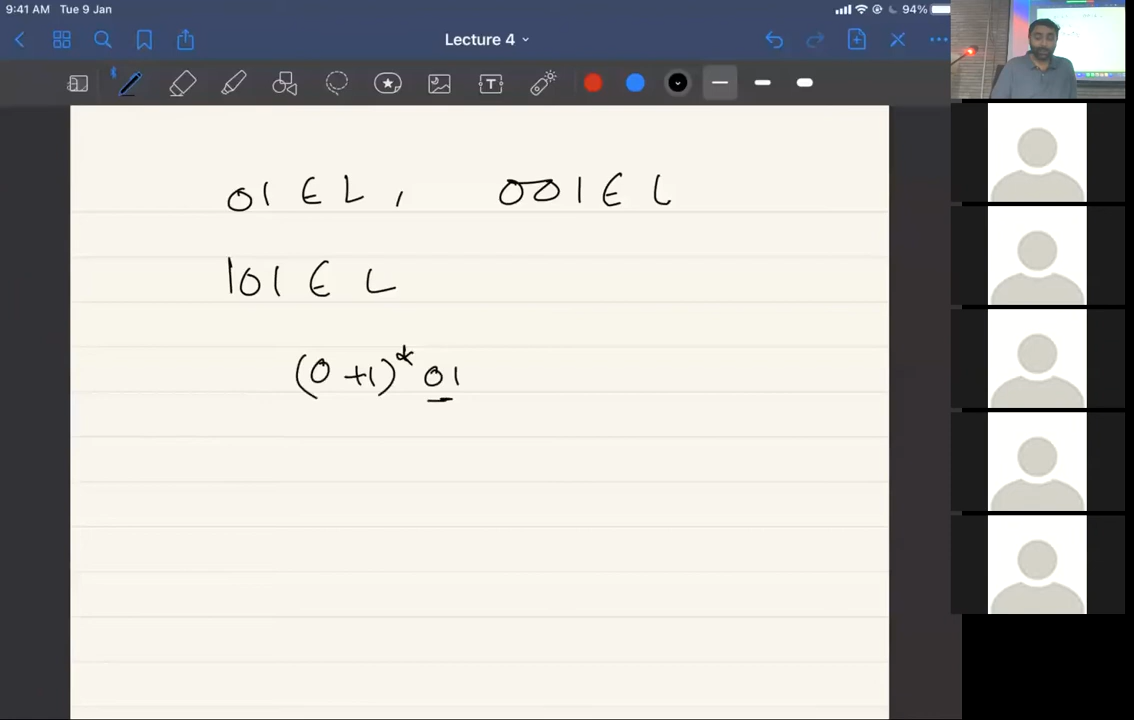 9:41 AM Tue 9 Jan
94%
Lecture 4
T
01 ∈ L, 001 ∈ L
101 ∈ L
(0+1)* 01